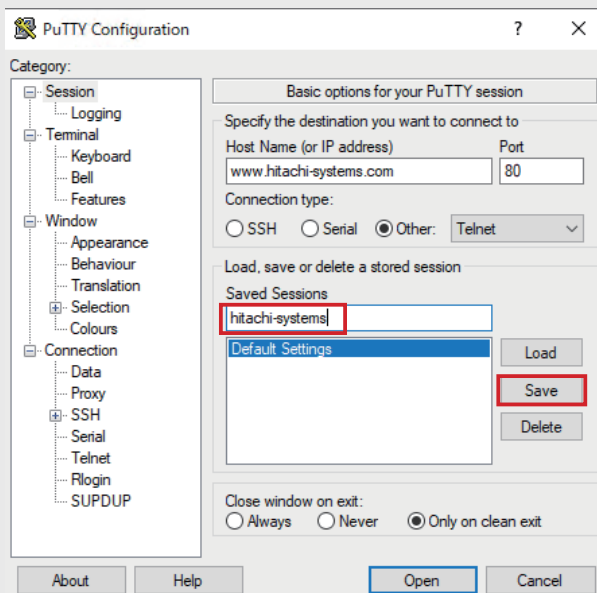 PuTTY Configuration
?
Category:
Session
Logging
Terminal
Keyboard
Bell
Features
Window
Appearance
Behaviour
Translation
Selection
Colours
Connection
Data
Proxy
SSH
Serial
Telnet
Rlogin
SUPDUP
Basic options for your PuTTY session
Specify the destination you want to connect to
Host Name (or IP address) Port
www.hitachi-systems.com 80
Connection type:
SSH Serial Other: Telnet
Load, save or delete a stored session
Saved Sessions
hitachi-systems
Default Settings
Load
Save
Delete
Close window on exit:
Always Never Only on clean exit
About Help Open Cancel